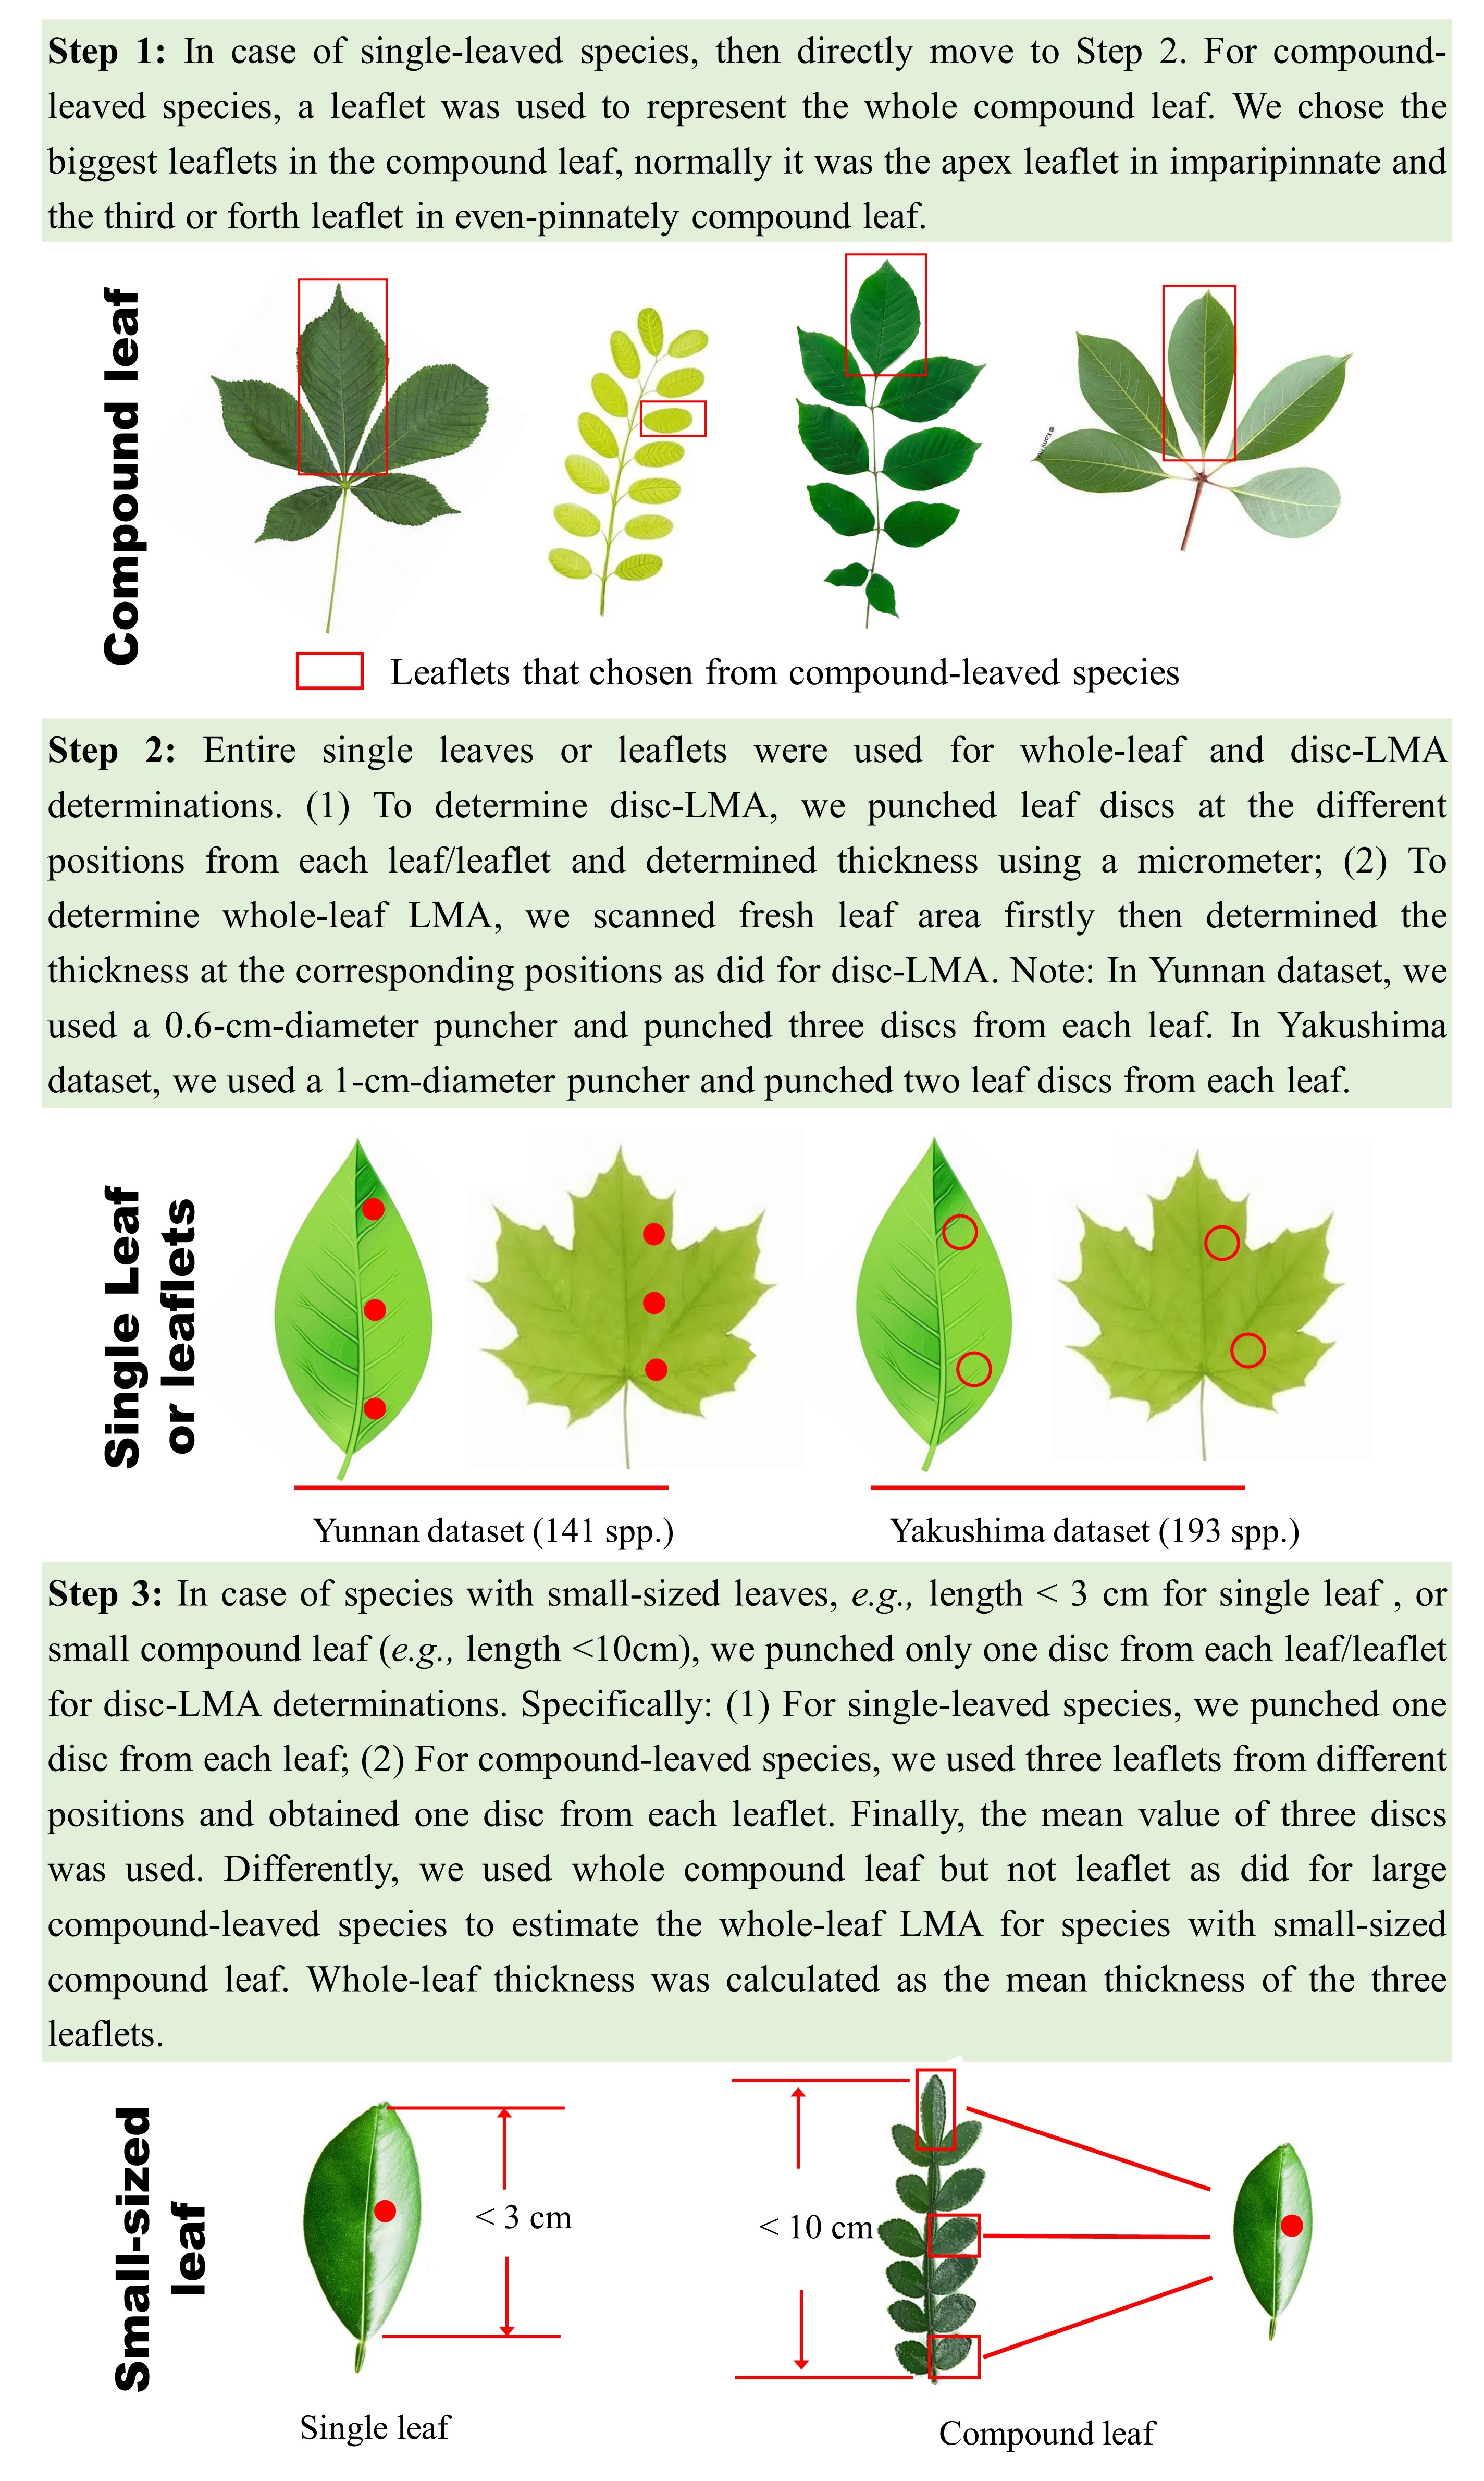 Step 1: In case of single-leaved species, then directly move to Step 2. For compound-
leaved species, a leaflet was used to represent the whole compound leaf. We chose the
biggest leaflets in the compound leaf, normally it was the apex leaflet in imparipinnate and
the third or forth leaflet in even-pinnately compound leaf.
Compound leaf
Leaflets that chosen from compound-leaved species
Step 2: Entire single leaves or leaflets were used for whole-leaf and disc-LMA
determinations. (1) To determine disc-LMA, we punched leaf discs at the different
positions from each leaf/leaflet and determined thickness using a micrometer; (2) To
determine whole-leaf LMA, we scanned fresh leaf area firstly then determined the
thickness at the corresponding positions as did for disc-LMA. Note: In Yunnan dataset, we
used a 0.6-cm-diameter puncher and punched three discs from each leaf. In Yakushima
dataset, we used a 1-cm-diameter puncher and punched two leaf discs from each leaf.
Single Leaf
or leaflets
Yunnan dataset (141 spp.)
Yakushima dataset (193 spp.)
Step 3: In case of species with small-sized leaves, e.g., length < 3 cm for single leaf , or
small compound leaf (e.g., length <10cm), we punched only one disc from each leaf/leaflet
for disc-LMA determinations. Specifically: (1) For single-leaved species, we punched one
disc from each leaf; (2) For compound-leaved species, we used three leaflets from different
positions and obtained one disc from each leaflet. Finally, the mean value of three discs
was used. Differently, we used whole compound leaf but not leaflet as did for large
compound-leaved species to estimate the whole-leaf LMA for species with small-sized
compound leaf. Whole-leaf thickness was calculated as the mean thickness of the three
leaflets.
Small-sized
leaf
< 3 cm
< 10 cm
Single leaf
Compound leaf